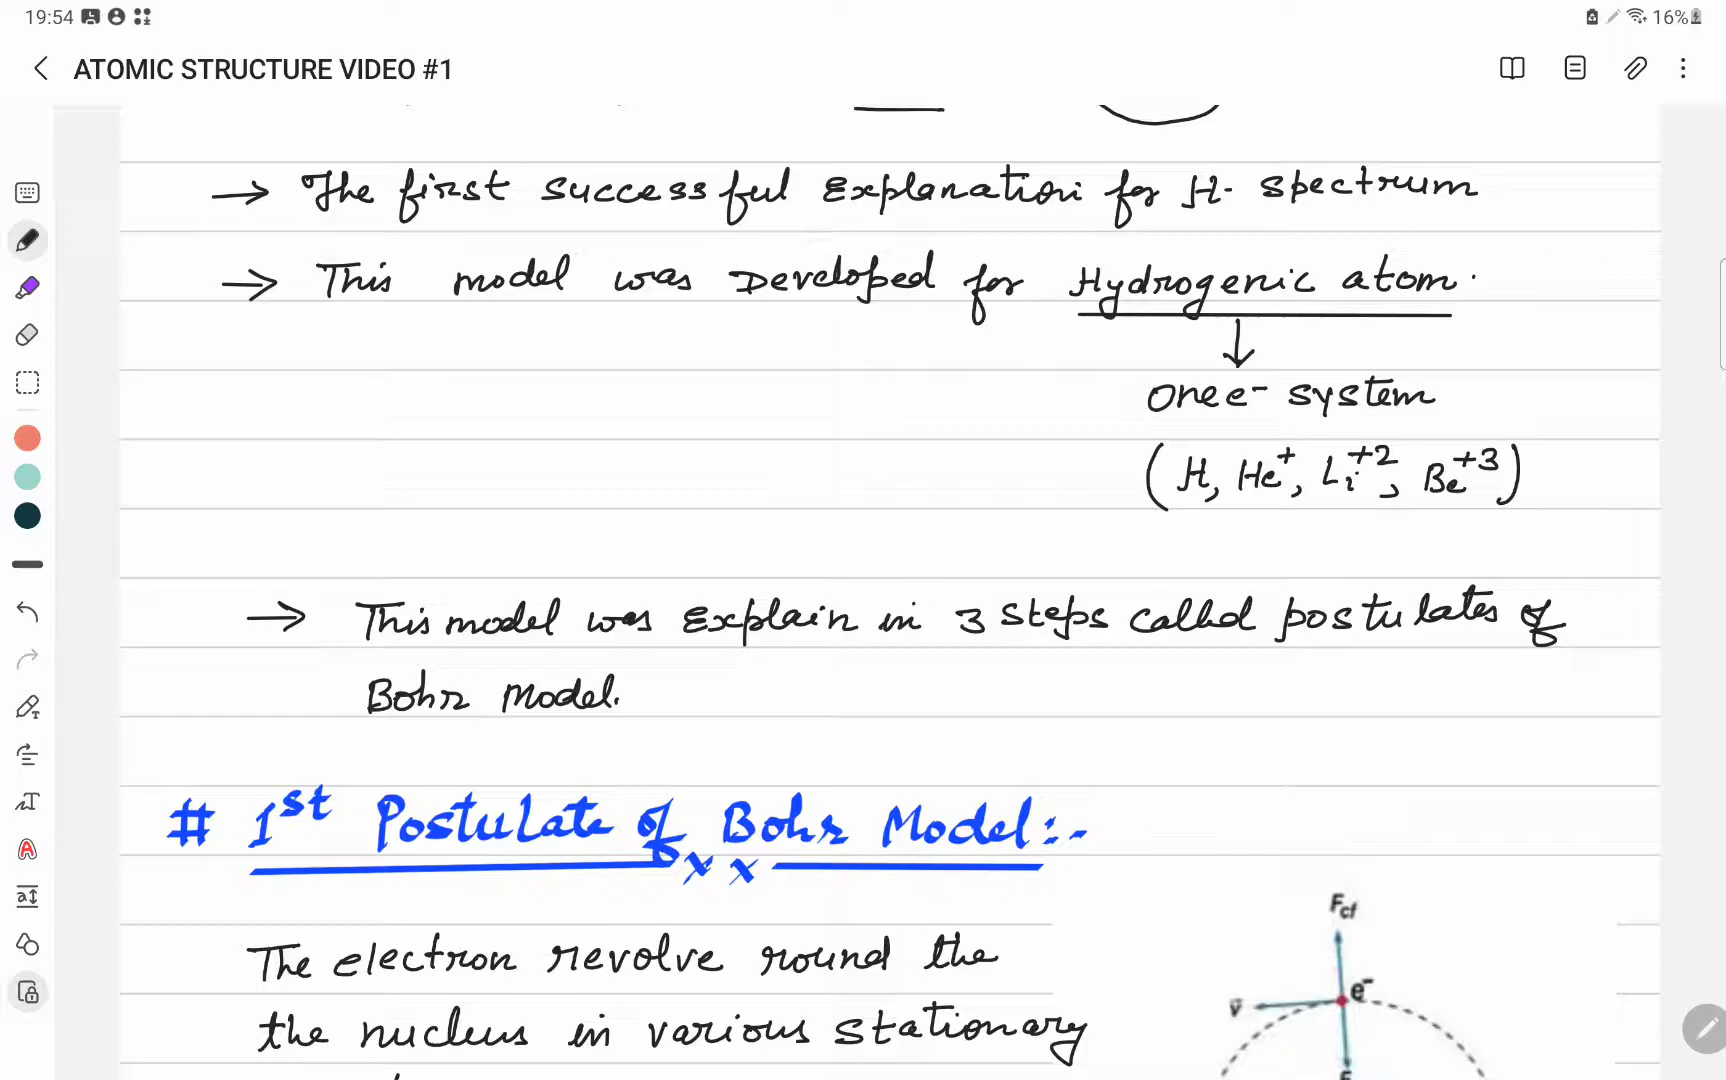 19:54
16%
ATOMIC STRUCTURE VIDEO #1
→ The first successful Explanation for H- spectrum
→ This model was Developed for Hydrogenic atom.
↓
One e- system
(H, He+, Li+2, Be+3)
→ This model was Explain in 3 steps called postulates of
Bohr Model.
# 1st Postulate of Bohr Model:-
x x
Fcf
The electron revolve round the
e-
v
the nucleus in various stationary